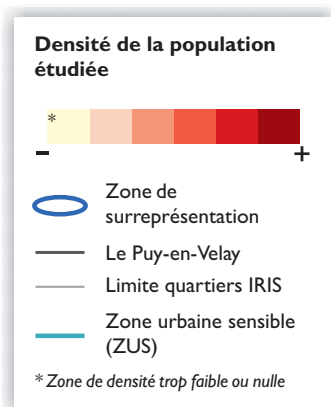 Densité de la population
étudiée
*
- +
Zone de
surreprésentation
Le Puy-en-Velay
Limite quartiers IRIS
Zone urbaine sensible
(ZUS)
* Zone de densité trop faible ou nulle